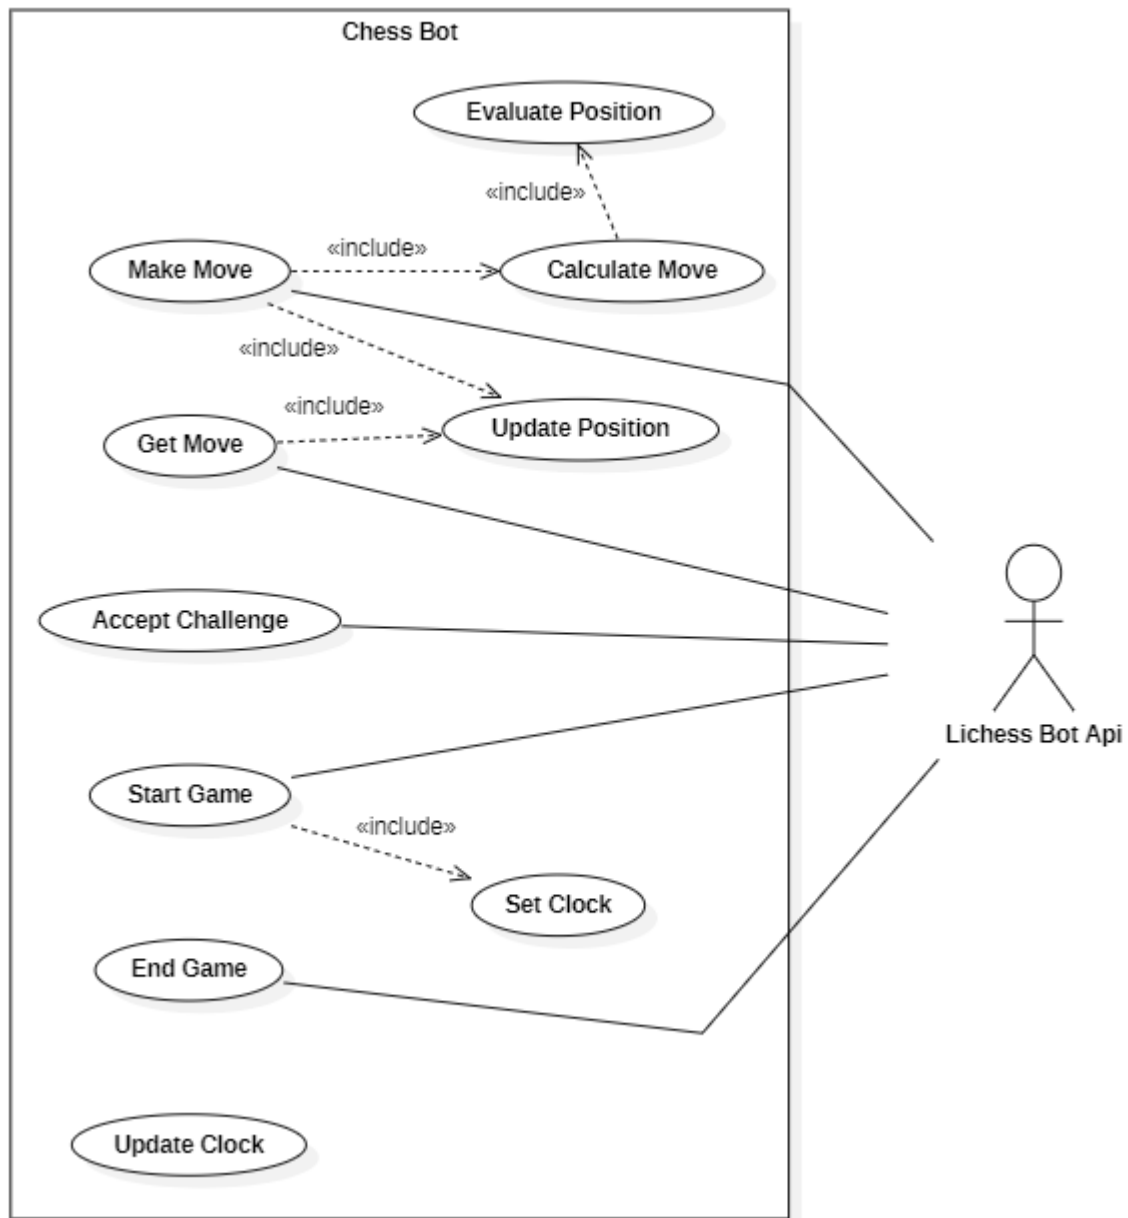 Chess Bot
Evaluate Position
«include»
«include»
Make Move
Calculate Move
«include»
«include»
Get Move
Update Position
Accept Challenge
Lichess Bot Api
Start Game
«include»
Set Clock
End Game
Update Clock